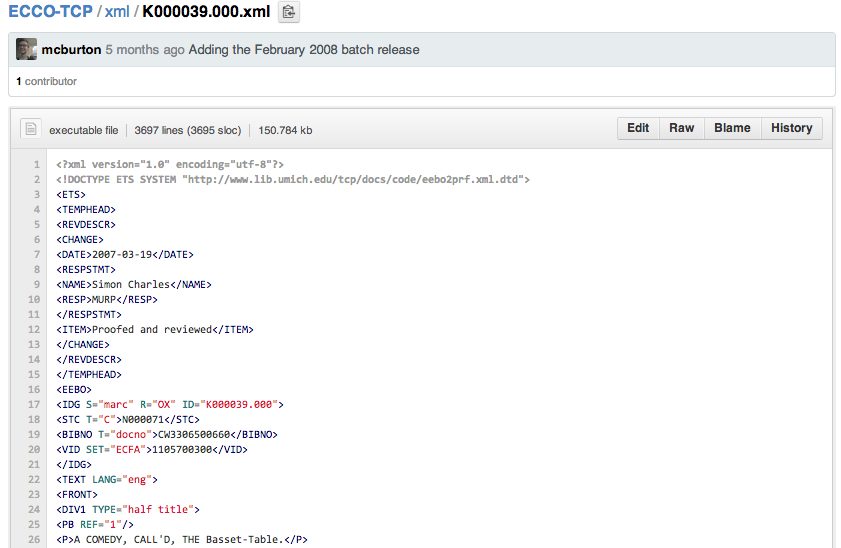 ECCO-TCP / xml / K000039.000.xml
mcburton 5 months ago Adding the February 2008 batch release
1 contributor
executable file 3697 lines (3695 sloc) 150.784 kb Edit Raw Blame History
1 <?xml version="1.0" encoding="utf-8"?>
2 <!DOCTYPE ETS SYSTEM "http://www.lib.umich.edu/tcp/docs/code/eebo2prf.xml.dtd">
3 <ETS>
4 <TEMPHEAD>
5 <REVDESCR>
6 <CHANGE>
7 <DATE>2007-03-19</DATE>
8 <RESPSTMT>
9 <NAME>Simon Charles</NAME>
10 <RESP>MURP</RESP>
11 </RESPSTMT>
12 <ITEM>Proofed and reviewed</ITEM>
13 </CHANGE>
14 </REVDESCR>
15 </TEMPHEAD>
16 <EEBO>
17 <IDG S="marc" R="OX" ID="K000039.000">
18 <STC T="C">N000071</STC>
19 <BIBNO T="docno">CW3306500660</BIBNO>
20 <VID SET="ECFA">1105700300</VID>
21 </IDG>
22 <TEXT LANG="eng">
23 <FRONT>
24 <DIV1 TYPE="half title">
25 <PB REF="1"/>
26 <P>A COMEDY, CALL'D, THE Basset-Table.</P>